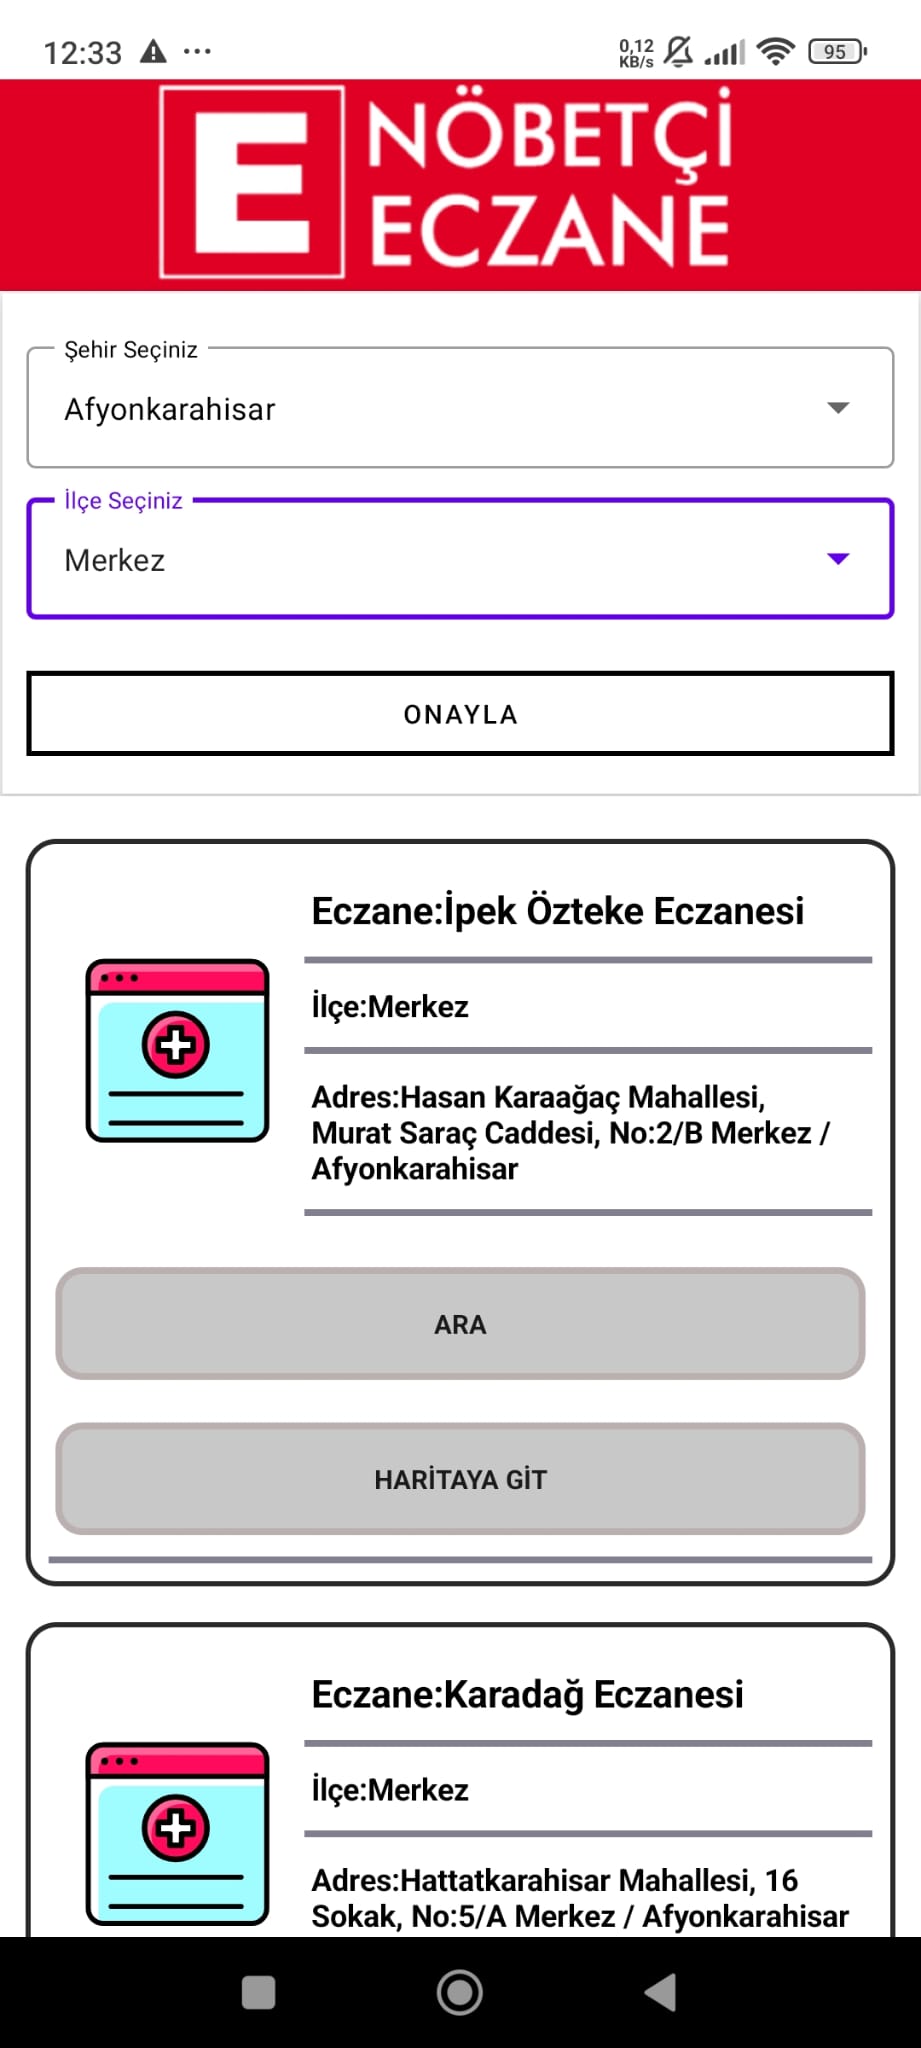 12:33
0,12
KB/s
95
E
NÖBETÇİ
ECZANE
Şehir Seçiniz
Afyonkarahisar
İlçe Seçiniz
Merkez
ONAYLA
Eczane:İpek Özteke Eczanesi
İlçe:Merkez
Adres:Hasan Karaağaç Mahallesi,
Murat Saraç Caddesi, No:2/B Merkez /
Afyonkarahisar
ARA
HARİTAYA GİT
Eczane:Karadağ Eczanesi
İlçe:Merkez
Adres:Hattatkarahisar Mahallesi, 16
Sokak, No:5/A Merkez / Afyonkarahisar